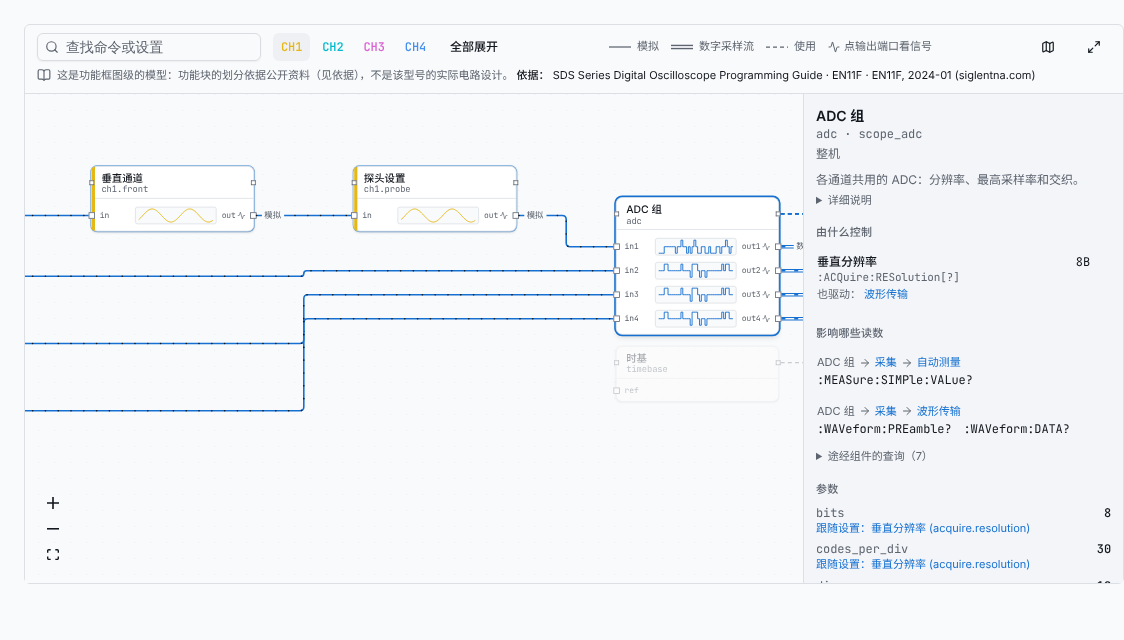 查找命令或设置
CH1 CH2 CH3 CH4 全部展开
模拟 数字采样流 使用 点输出端口看信号
这是功能框图级的模型：功能块的划分依据公开资料（见依据），不是该型号的实际电路设计。 依据： SDS Series Digital Oscilloscope Programming Guide · EN11F · EN11F, 2024-01 (siglentna.com)
垂直通道
ch1.front
in out 模拟
探头设置
ch1.probe
in out 模拟
ADC 组
adc
in1 out1 数
in2 out2
in3 out3
in4 out4
时基
timebase
ref
ADC 组
adc · scope_adc
整机
各通道共用的 ADC：分辨率、最高采样率和交织。
详细说明
由什么控制
垂直分辨率 8B
:ACQuire:RESolution[?]
也驱动： 波形传输
影响哪些读数
ADC 组 → 采集 → 自动测量
:MEASure:SIMPle:VALue?
ADC 组 → 采集 → 波形传输
:WAVeform:PREamble? :WAVeform:DATA?
途经组件的查询（7）
参数
bits 8
跟随设置：垂直分辨率 (acquire.resolution)
codes_per_div 30
跟随设置：垂直分辨率 (acquire.resolution)